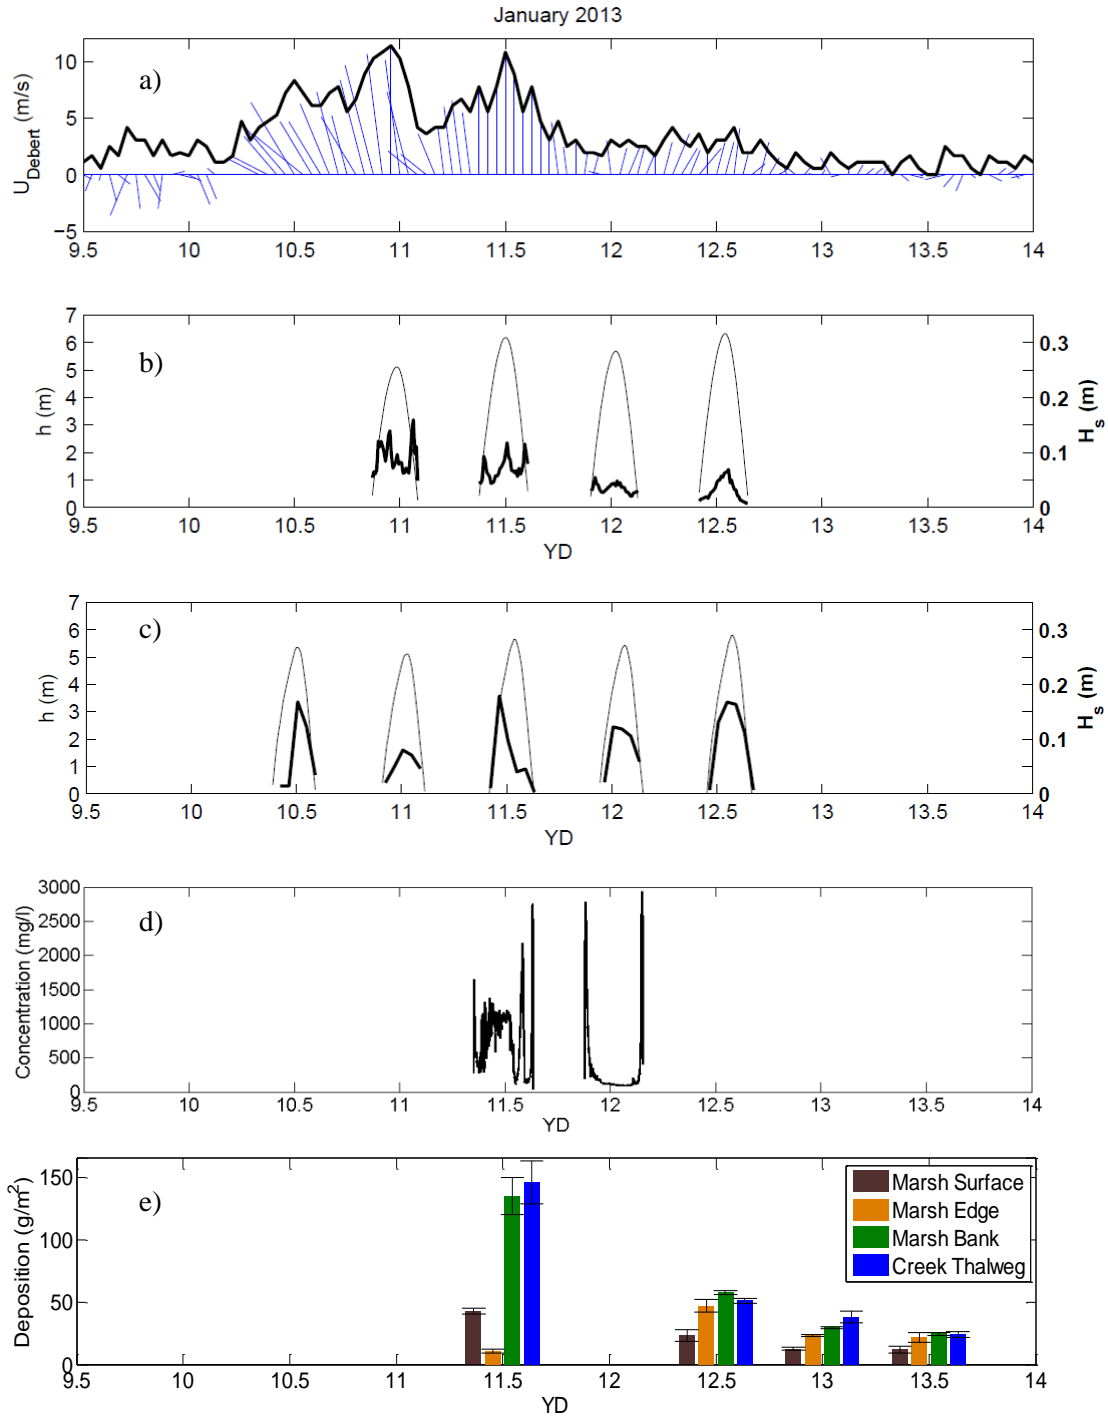 January 2013
a)
U_Debert (m/s)
10
5
0
−5
9.5 10 10.5 11 11.5 12 12.5 13 13.5 14
b)
h (m)
7
6
5
4
3
2
1
0
0.3
0.2
0.1
0
H_s (m)
9.5 10 10.5 11 11.5 12 12.5 13 13.5 14
YD
c)
h (m)
7
6
5
4
3
2
1
0
0.3
0.2
0.1
0
H_s (m)
9.5 10 10.5 11 11.5 12 12.5 13 13.5 14
YD
d)
Concentration (mg/l)
3000
2500
2000
1500
1000
500
0
9.5 10 10.5 11 11.5 12 12.5 13 13.5 14
YD
e)
Deposition (g/m²)
150
100
50
0
Marsh Surface
Marsh Edge
Marsh Bank
Creek Thalweg
9.5 10 10.5 11 11.5 12 12.5 13 13.5 14
YD